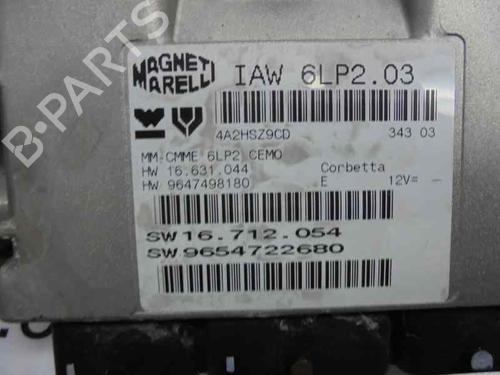 MAGNETI MARELLI
IAW 6LP2.03
4A2HSZ9CD 343 03
MM-CMME 6LP2 CEMO
HW 16.631.044 Corbetta
HW 9647498180 E 12V=
SW16.712.054
SW9654722680